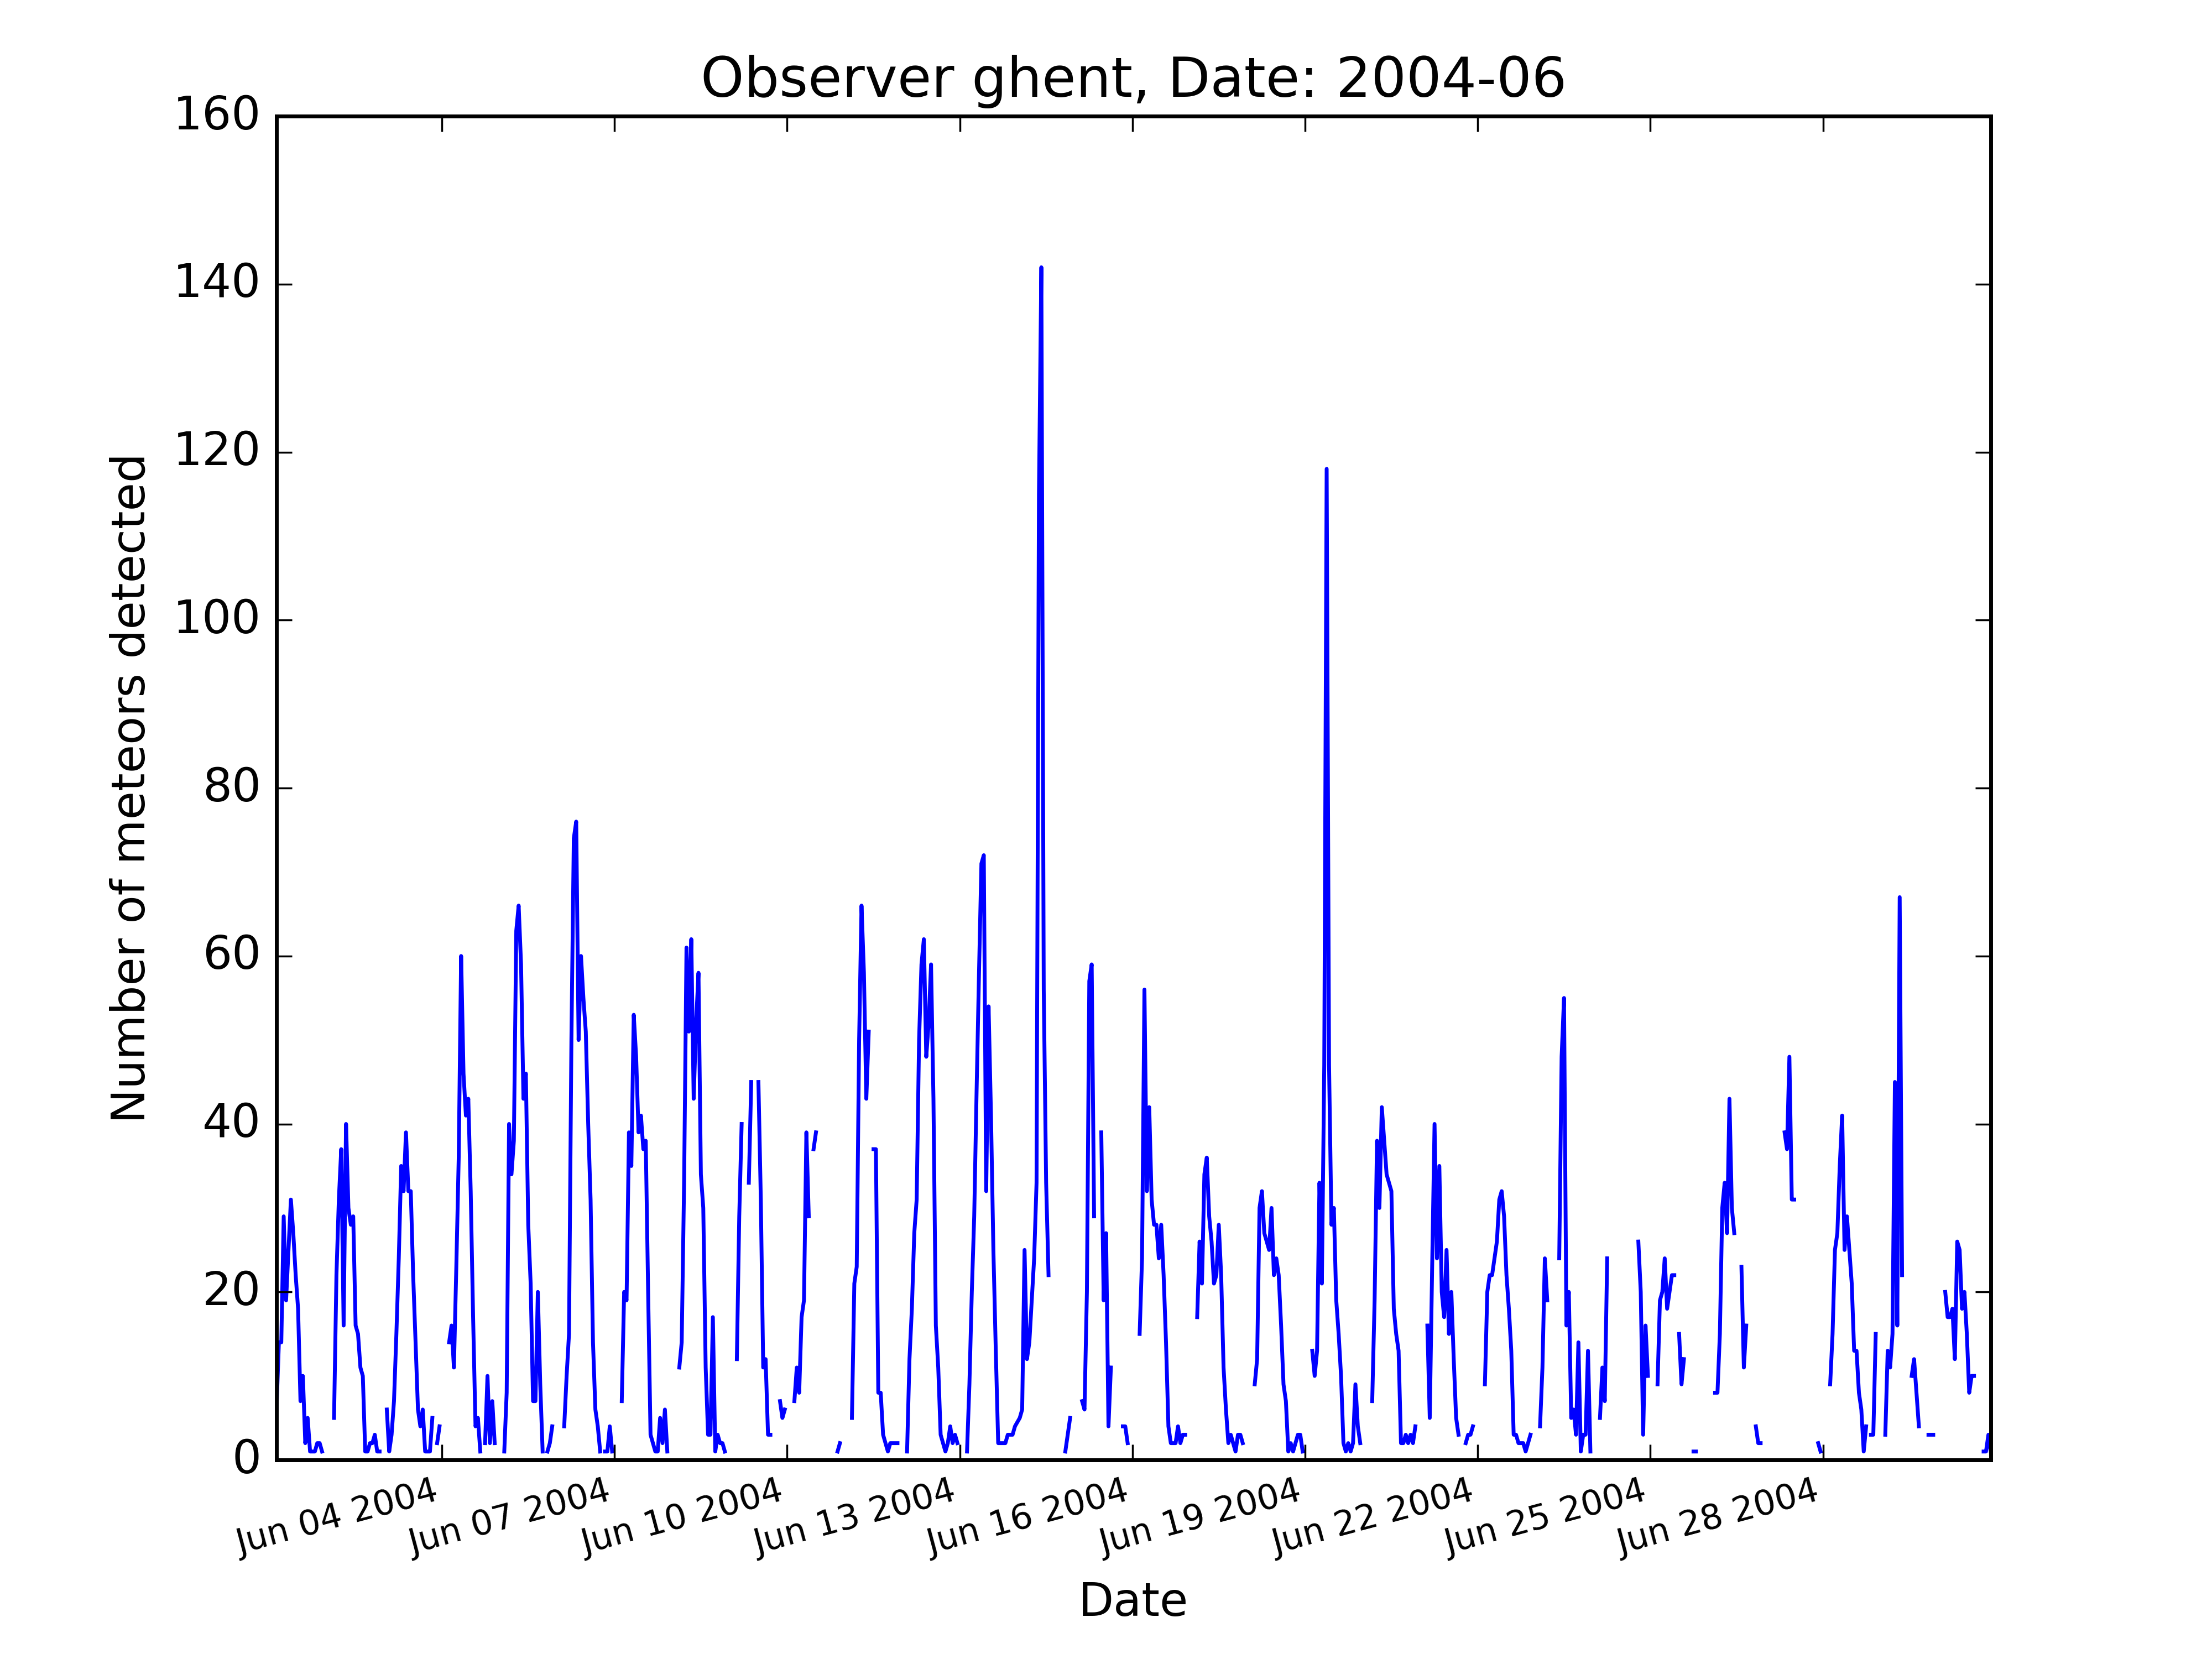 Observer ghent, Date: 2004-06
Number of meteors detected
160
140
120
100
80
60
40
20
0
Jun 04 2004
Jun 07 2004
Jun 10 2004
Jun 13 2004
Jun 16 2004
Jun 19 2004
Jun 22 2004
Jun 25 2004
Jun 28 2004
Date